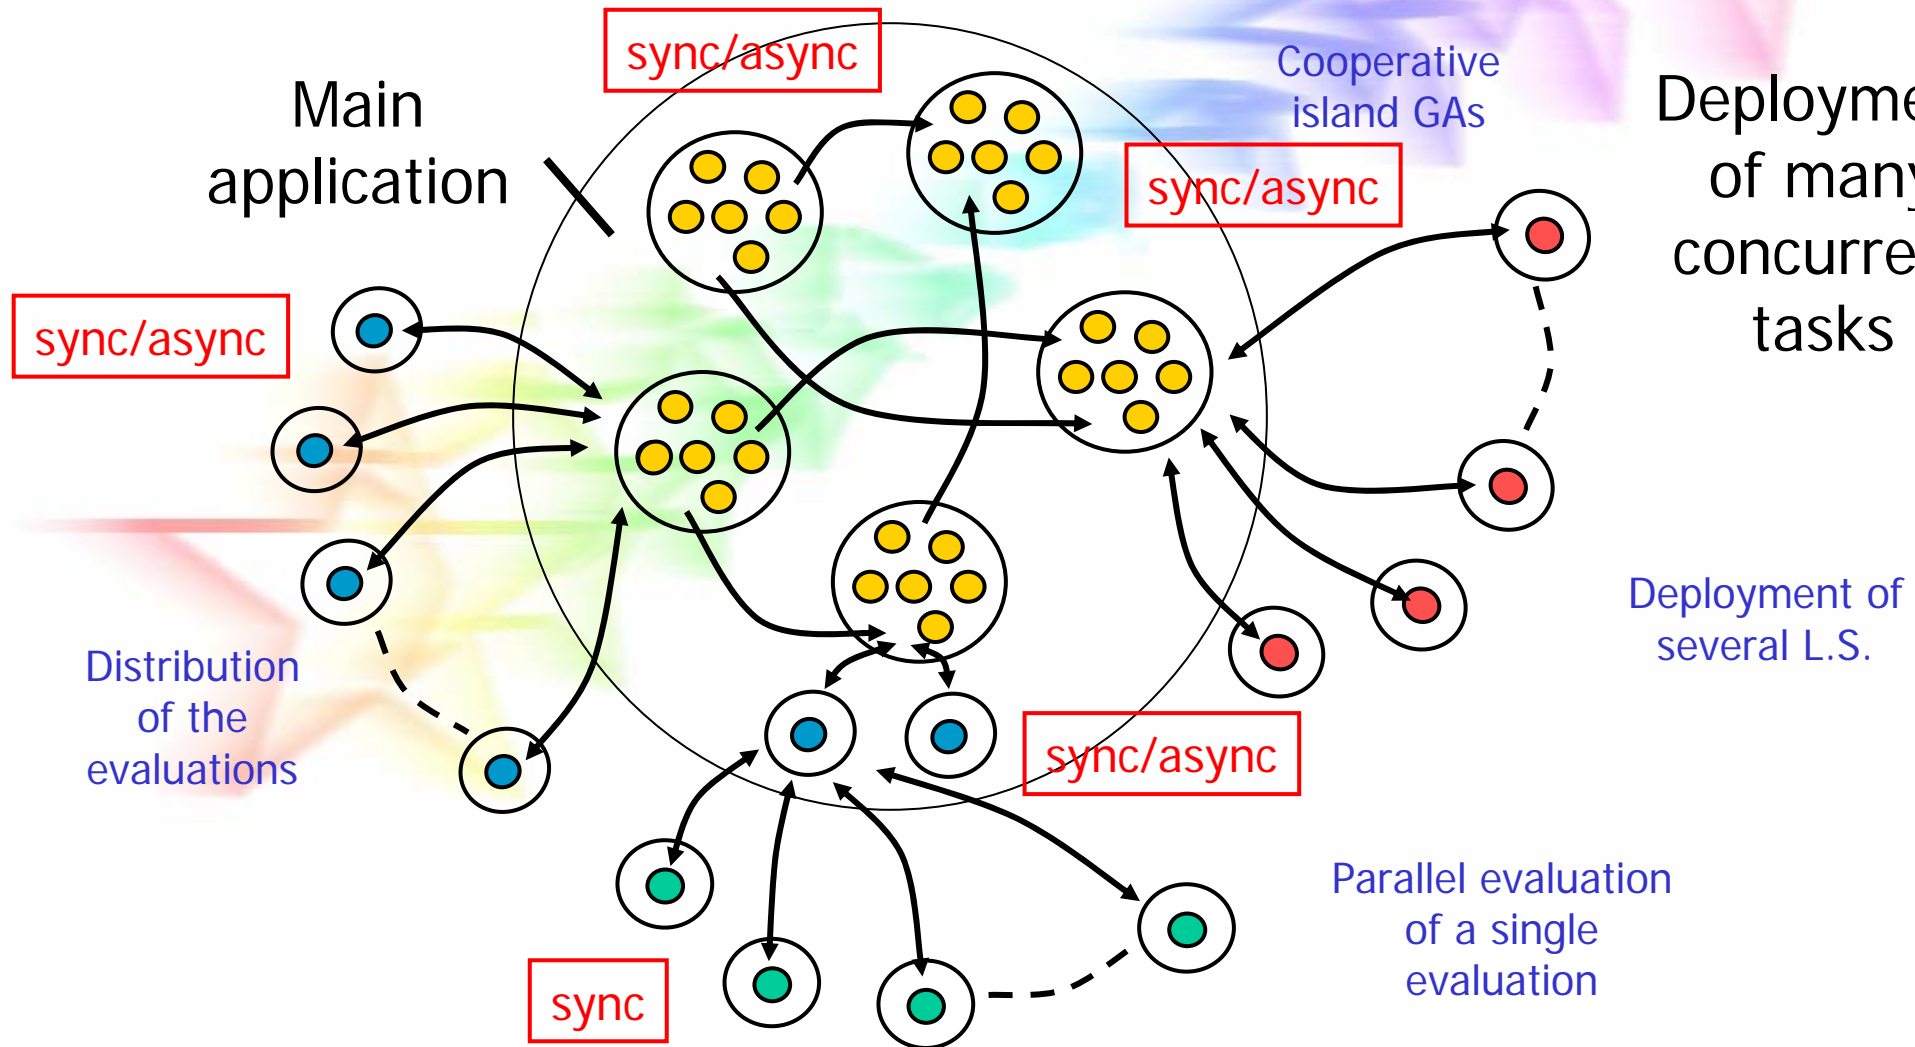 sync/async
Main
application
Cooperative
island GAs
sync/async
Deployme
of many
concurre
tasks
sync/async
Deployment of
several L.S.
Distribution
of the
evaluations
sync/async
Parallel evaluation
of a single
evaluation
sync